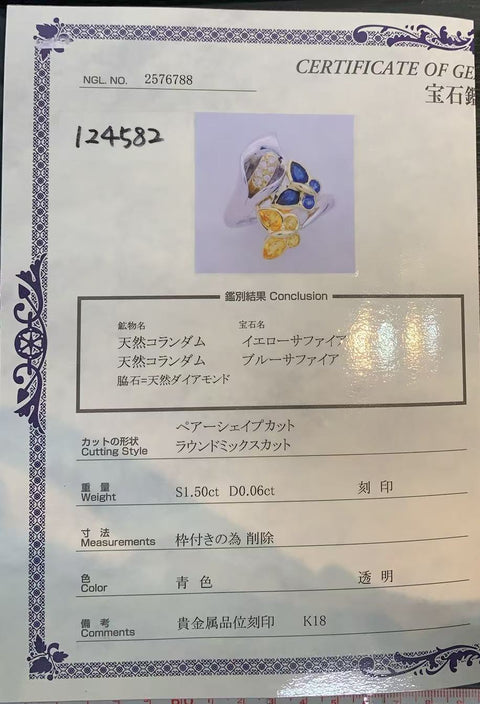 CERTIFICATE OF GE
宝石鑑
NGL. NO. 2576788
124582
鑑別結果 Conclusion
鉱物名 宝石名
天然コランダム イエローサファイア
天然コランダム ブルーサファイア
脇石=天然ダイアモンド
ペアーシェイプカット
カットの形状 ラウンドミックスカット
Cutting Style
重量 S1.50ct D0.06ct 刻印
Weight
寸法 枠付きの為 削除
Measurements
色 青色 透明
Color
備考 貴金属品位刻印 K18
Comments